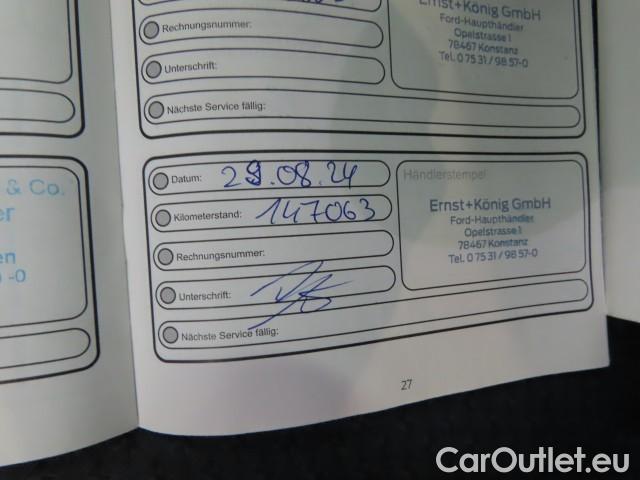 Ernst+König GmbH
Ford-Haupthändler
Opelstrasse 1
78467 Konstanz
Tel. 0 75 31 / 98 57-0
Rechnungsnummer:
Unterschrift:
Nächste Service fällig:
& Co.
Datum: 29.08.24
Kilometerstand: 147063
Rechnungsnummer:
Unterschrift:
Nächste Service fällig:
Händlerstempel
Ernst+König GmbH
Ford-Haupthändler
Opelstrasse 1
78467 Konstanz
Tel. 0 75 31 / 98 57-0
27
CarOutlet.eu